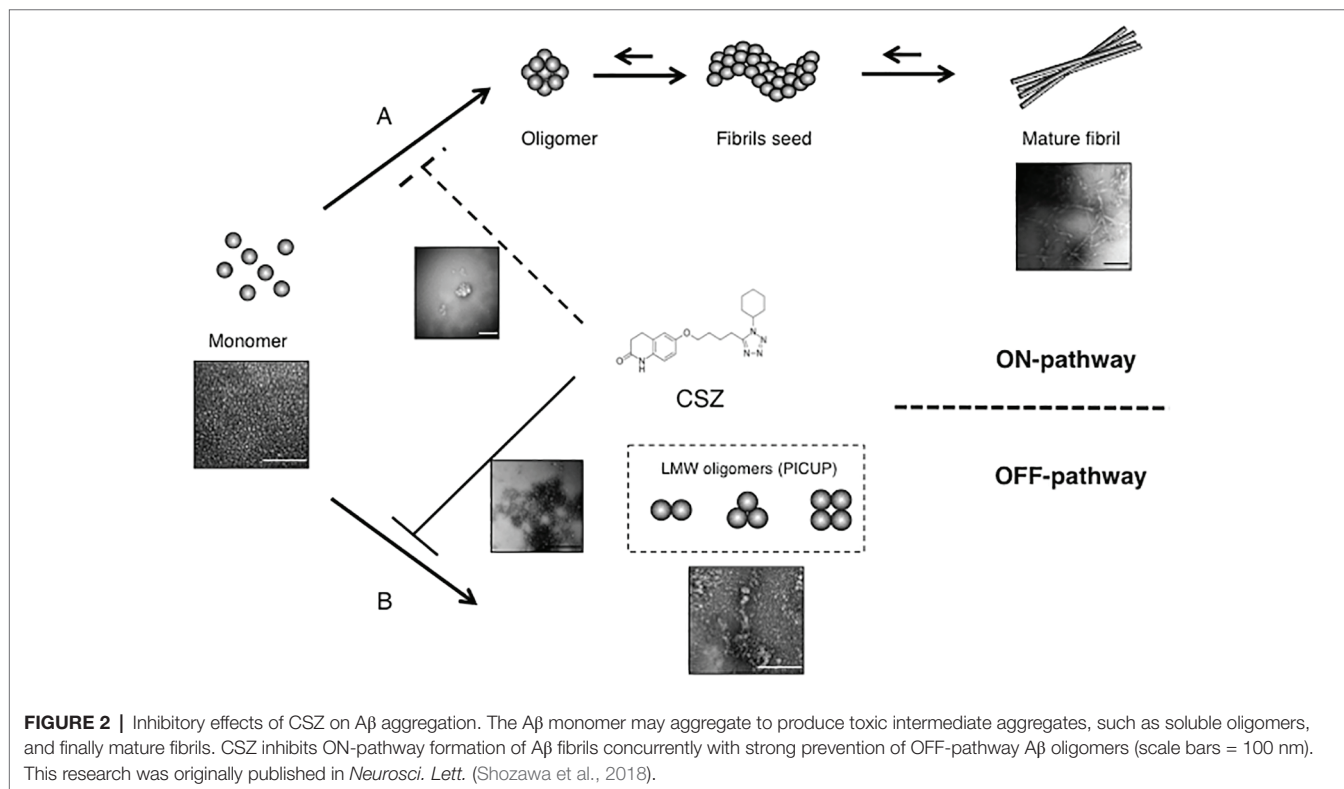 A
Oligomer
Fibrils seed
Mature fibril
Monomer
O
N
H
O
N
N
N
N
CSZ
ON-pathway
OFF-pathway
LMW oligomers (PICUP)
B
FIGURE 2 | Inhibitory effects of CSZ on Aβ aggregation. The Aβ monomer may aggregate to produce toxic intermediate aggregates, such as soluble oligomers,
and finally mature fibrils. CSZ inhibits ON-pathway formation of Aβ fibrils concurrently with strong prevention of OFF-pathway Aβ oligomers (scale bars = 100 nm).
This research was originally published in Neurosci. Lett. (Shozawa et al., 2018).